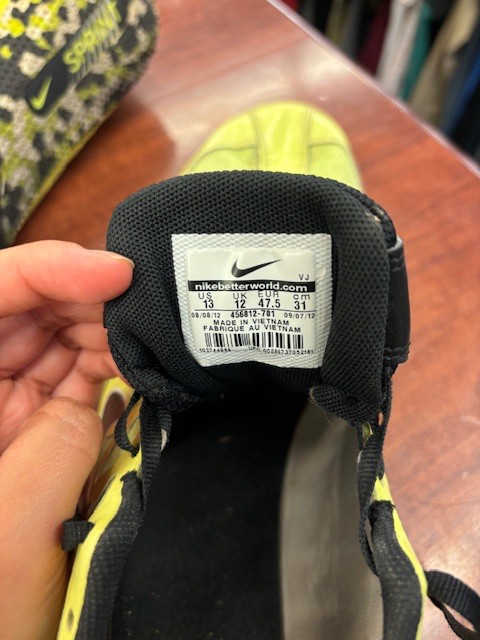 SPRINT
VJ
nikebetterworld.com
US UK EUR cm
13 12 47.5 31
08/08/12 456812-701 09/07/12
MADE IN VIETNAM
FABRIQUE AU VIETNAM